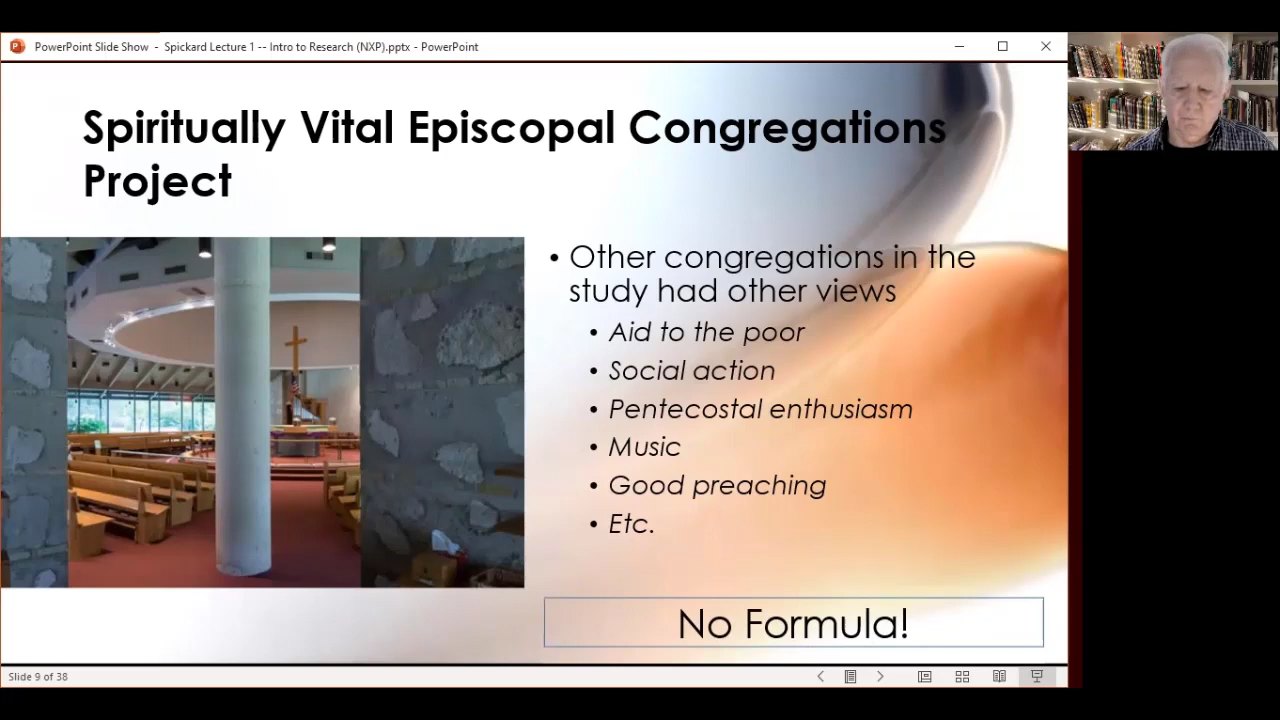 PowerPoint Slide Show - Spickard Lecture 1 -- Intro to Research (NXP).pptx - PowerPoint
Spiritually Vital Episcopal Congregations
Project
• Other congregations in the
study had other views
• Aid to the poor
• Social action
• Pentecostal enthusiasm
• Music
• Good preaching
• Etc.
No Formula!
Slide 9 of 38